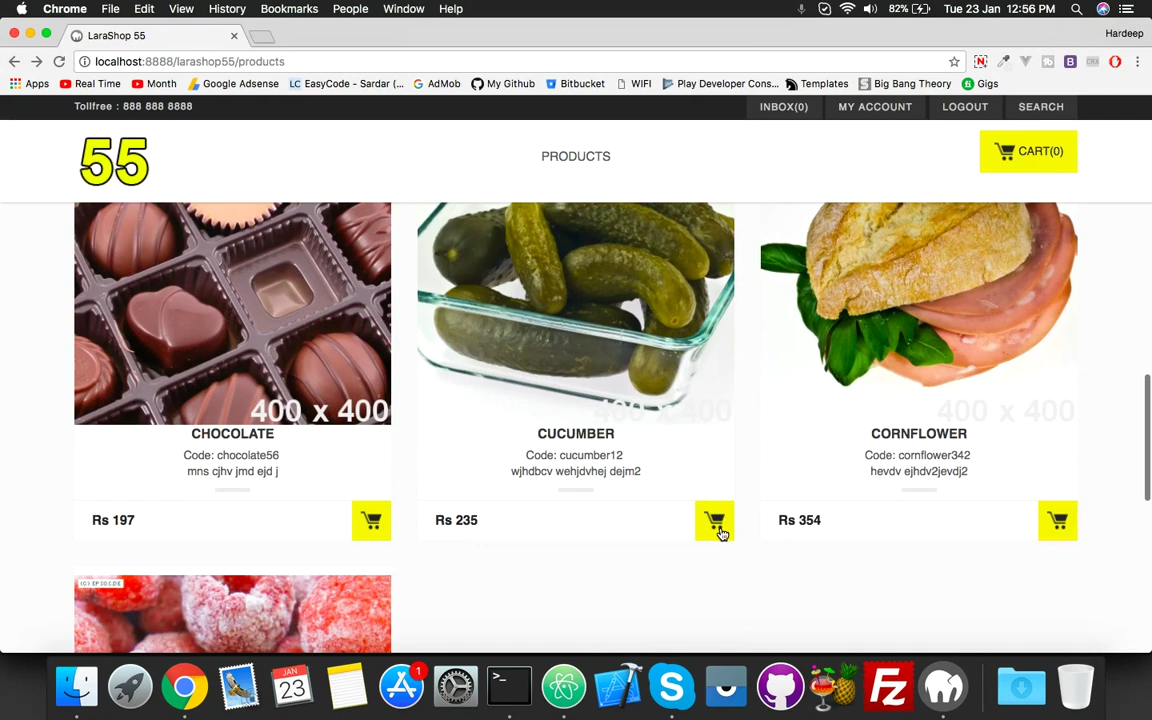 Chrome File Edit View History Bookmarks People Window Help 82% Tue 23 Jan 12:56 PM
LaraShop 55 Hardeep
localhost:8888/larashop55/products
Apps Real Time Month Google Adsense LC EasyCode - Sardar (... AdMob My Github Bitbucket WIFI Play Developer Cons... Templates Big Bang Theory Gigs
Tollfree : 888 888 8888 INBOX(0) MY ACCOUNT LOGOUT SEARCH
55 PRODUCTS CART(0)
400 x 400 400 x 400 400 x 400
CHOCOLATE CUCUMBER CORNFLOWER
Code: chocolate56 Code: cucumber12 Code: cornflower342
mns cjhv jmd ejd j wjhdbcv wehjdvhej dejm2 hevdv ejhdv2jevdj2
Rs 197 Rs 235 Rs 354
JAN
23
1